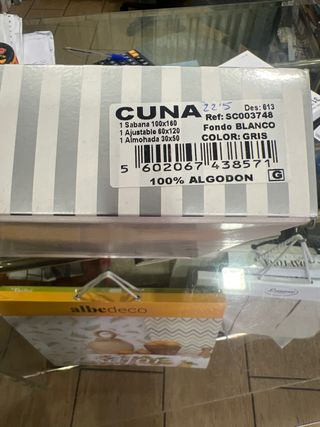 CUNA
22'5
Des: 613
Ref: SC003748
1 Sabana 100x160
1 Ajustable 60x120
1 Almohada 30x50
Fondo BLANCO
COLOR: GRIS
5 602067 438571
100% ALGODON
G
albedeco